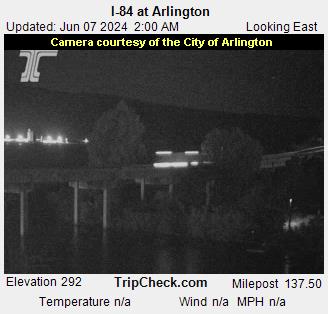 I-84 at Arlington
Updated: Jun 07 2024 2:00 AM Looking East
Camera courtesy of the City of Arlington
Elevation 292 TripCheck.com Milepost 137.50
Temperature n/a Wind n/a MPH n/a